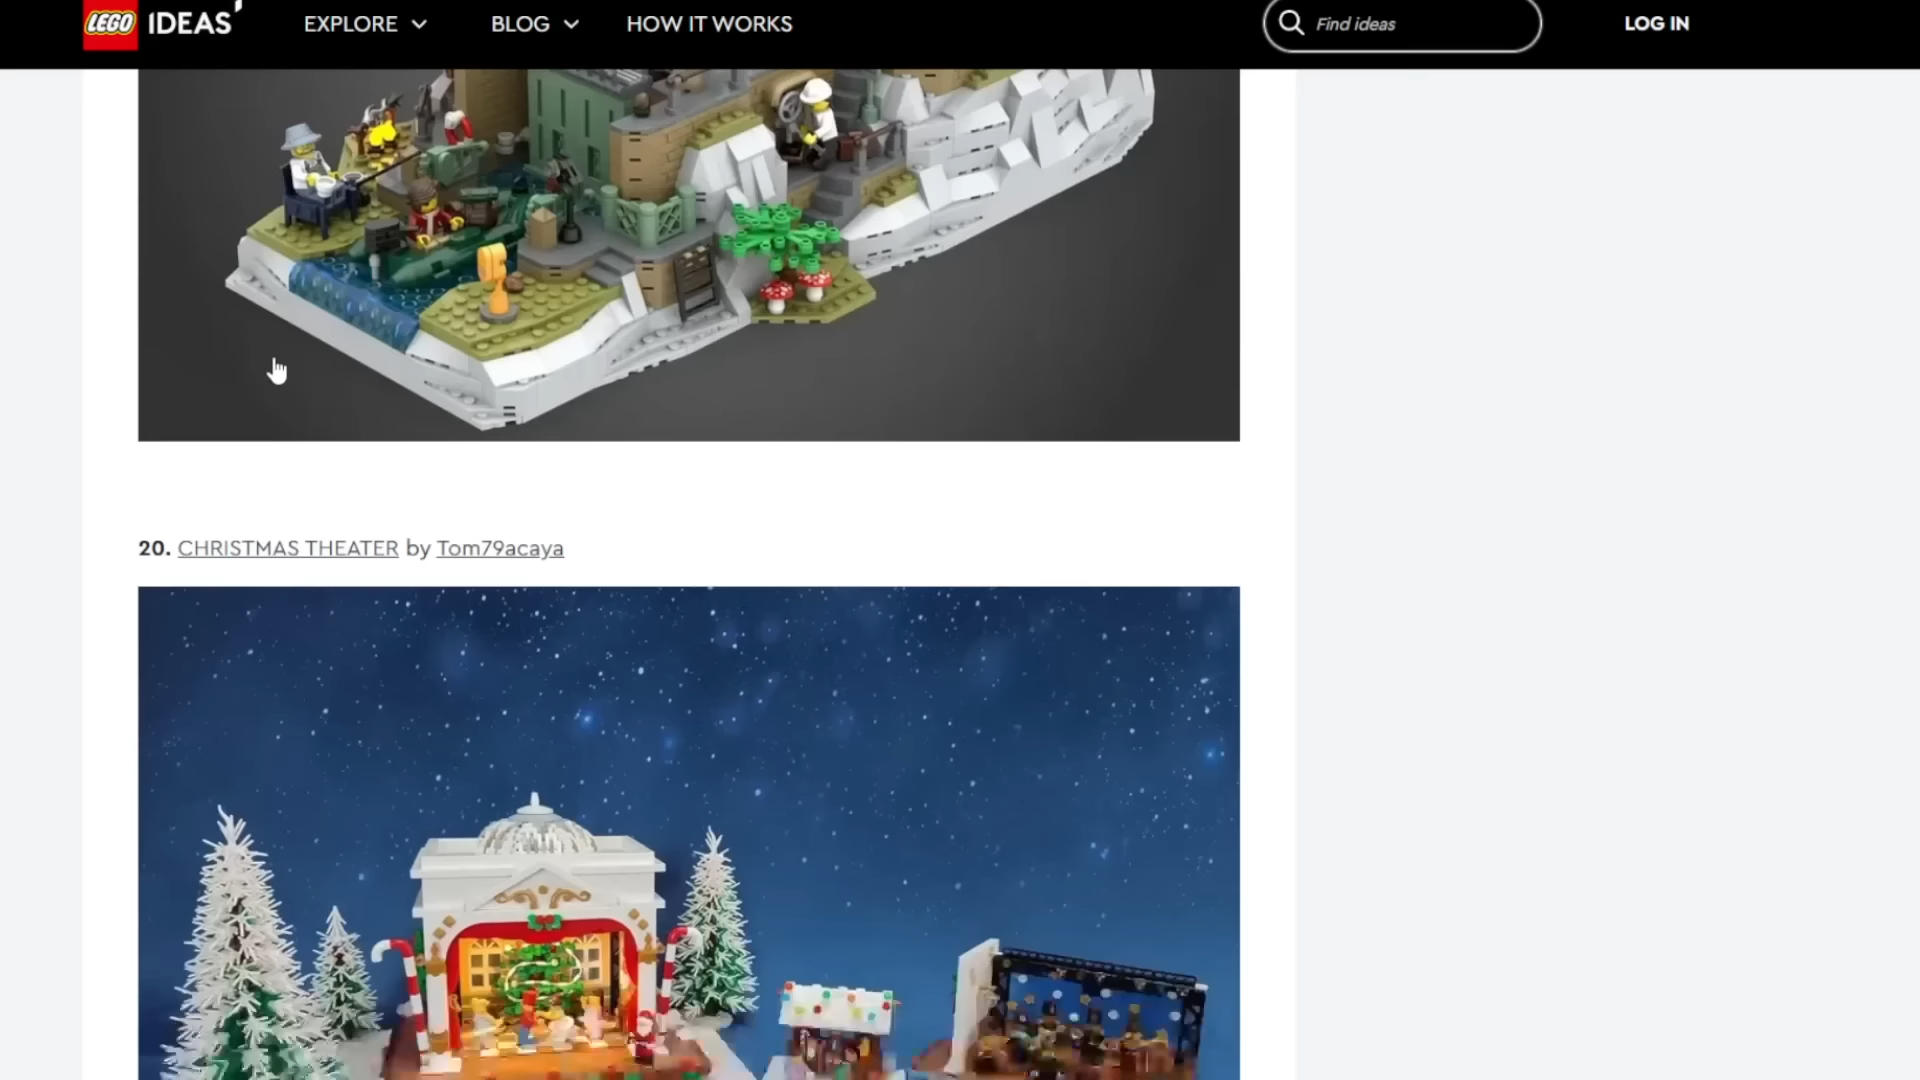 LEGO IDEAS EXPLORE BLOG HOW IT WORKS Find ideas LOG IN
20. CHRISTMAS THEATER by Tom79acaya